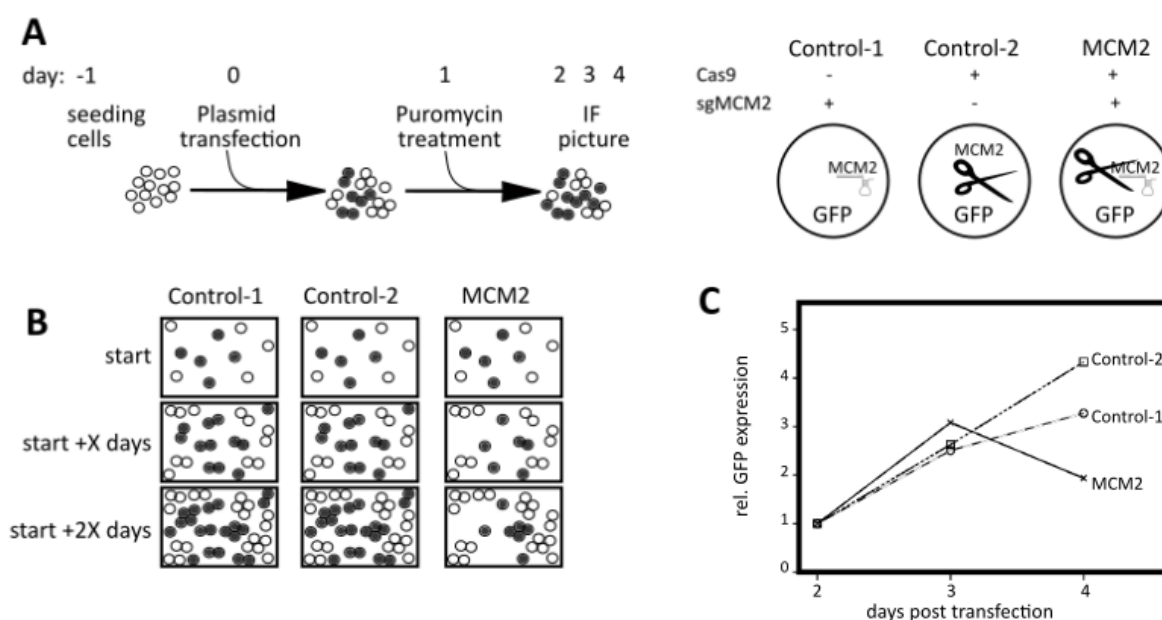 A
day: -1 0 1 2 3 4
seeding cells
Plasmid transfection
Puromycin treatment
IF picture
Control-1 Control-2 MCM2
Cas9 - + +
sgMCM2 + - +
MCM2 MCM2 MCM2
GFP GFP GFP
B
Control-1 Control-2 MCM2
start
start +X days
start +2X days
C
rel. GFP expression
5
4
3
2
1
0
Control-2
Control-1
MCM2
2 3 4
days post transfection